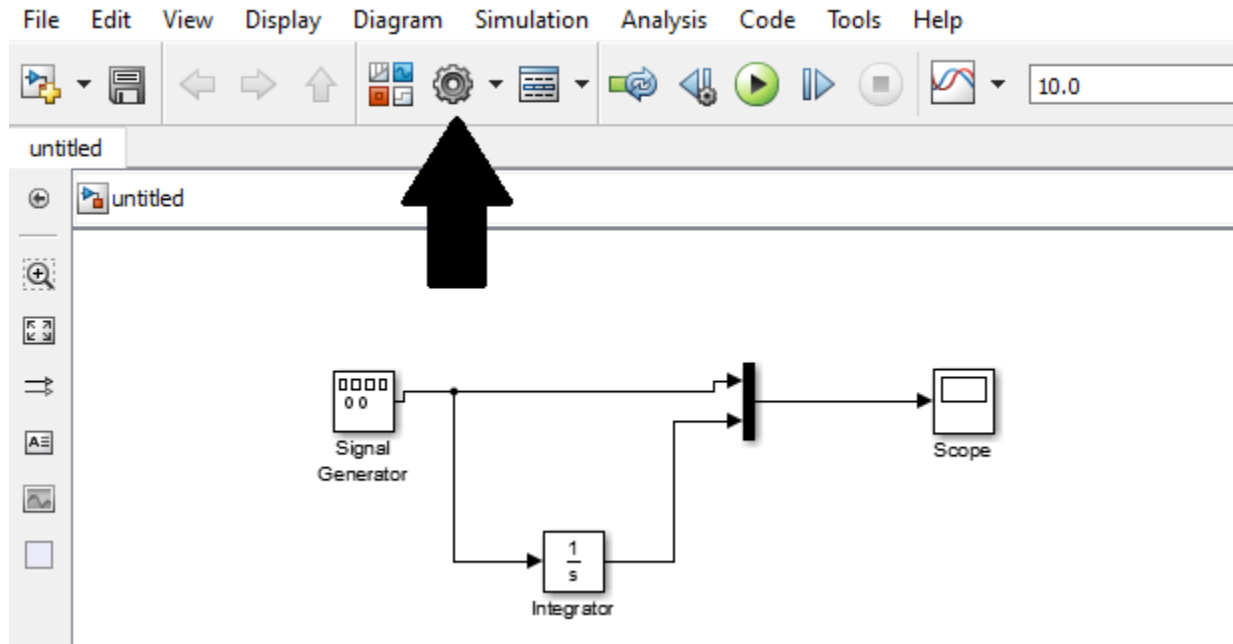 File Edit View Display Diagram Simulation Analysis Code Tools Help
10.0
untitled
untitled
Signal
Generator
Scope
1
s
Integrator